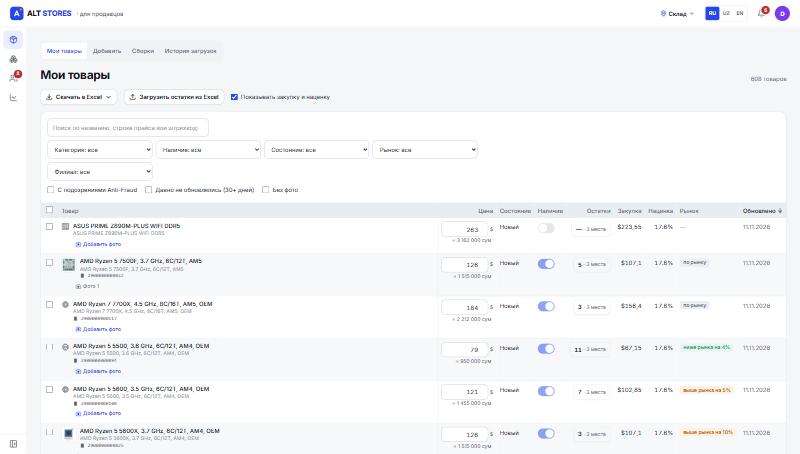 ALT STORES · для продавцов
Склад
RU UZ EN
6
D
Мои товары Добавить Сборки История загрузок
Мои товары
608 товаров
Скачать в Excel
Загрузить остатки из Excel
Показывать закупку и наценку
Поиск по названию, строке прайса или штрихкод
Категория: все Наличие: все Состояние: все Рынок: все
Филиал: все
С подозрениями Anti-Fraud Давно не обновлялись (30+ дней) Без фото
Товар Цена Состояние Наличие Остатки Закупка Наценка Рынок Обновлено ↓
ASUS PRIME Z890M-PLUS WIFI DDR5 263 $ Новый — · 3 места $223,55 17.6% — 11.11.2026
ASUS PRIME Z890M-PLUS WIFI DDR5
≈ 3 162 000 сум
Добавить фото
AMD Ryzen 5 7500F, 3.7 GHz, 6C/12T, AM5 126 $ Новый 5 · 3 места $107,1 17.6% по рынку 11.11.2026
AMD Ryzen 5 7500F, 3.7 GHz, 6C/12T, AM5
≈ 1 515 000 сум
Фото 1
AMD Ryzen 7 7700X, 4.5 GHz, 8C/16T, AM5, OEM 184 $ Новый 3 · 3 места $156,4 17.6% по рынку 11.11.2026
AMD Ryzen 7 7700X, 4.5 GHz, 8C/16T, AM5, OEM
≈ 2 212 000 сум
Добавить фото
AMD Ryzen 5 5500, 3.6 GHz, 6C/12T, AM4, OEM 79 $ Новый 11 · 3 места $67,15 17.6% ниже рынка на 4% 11.11.2026
AMD Ryzen 5 5500, 3.6 GHz, 6C/12T, AM4, OEM
≈ 950 000 сум
Добавить фото
AMD Ryzen 5 5600, 3.5 GHz, 6C/12T, AM4, OEM 121 $ Новый 7 · 3 места $102,85 17.6% выше рынка на 5% 11.11.2026
AMD Ryzen 5 5600, 3.5 GHz, 6C/12T, AM4, OEM
≈ 1 455 000 сум
Добавить фото
AMD Ryzen 5 5600X, 3.7 GHz, 6C/12T, AM4, OEM 126 $ Новый 3 · 3 места $107,1 17.6% выше рынка на 10% 11.11.2026
AMD Ryzen 5 5600X, 3.7 GHz, 6C/12T, AM4, OEM
≈ 1 515 000 сум